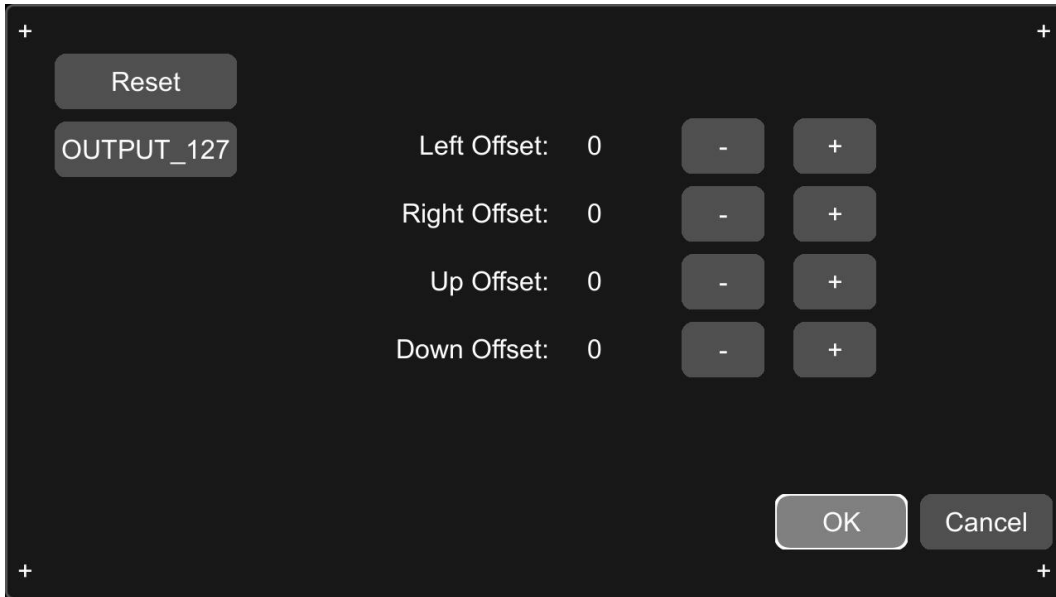 + +
Reset
OUTPUT_127 Left Offset: 0 - +
Right Offset: 0 - +
Up Offset: 0 - +
Down Offset: 0 - +
OK Cancel
+ +